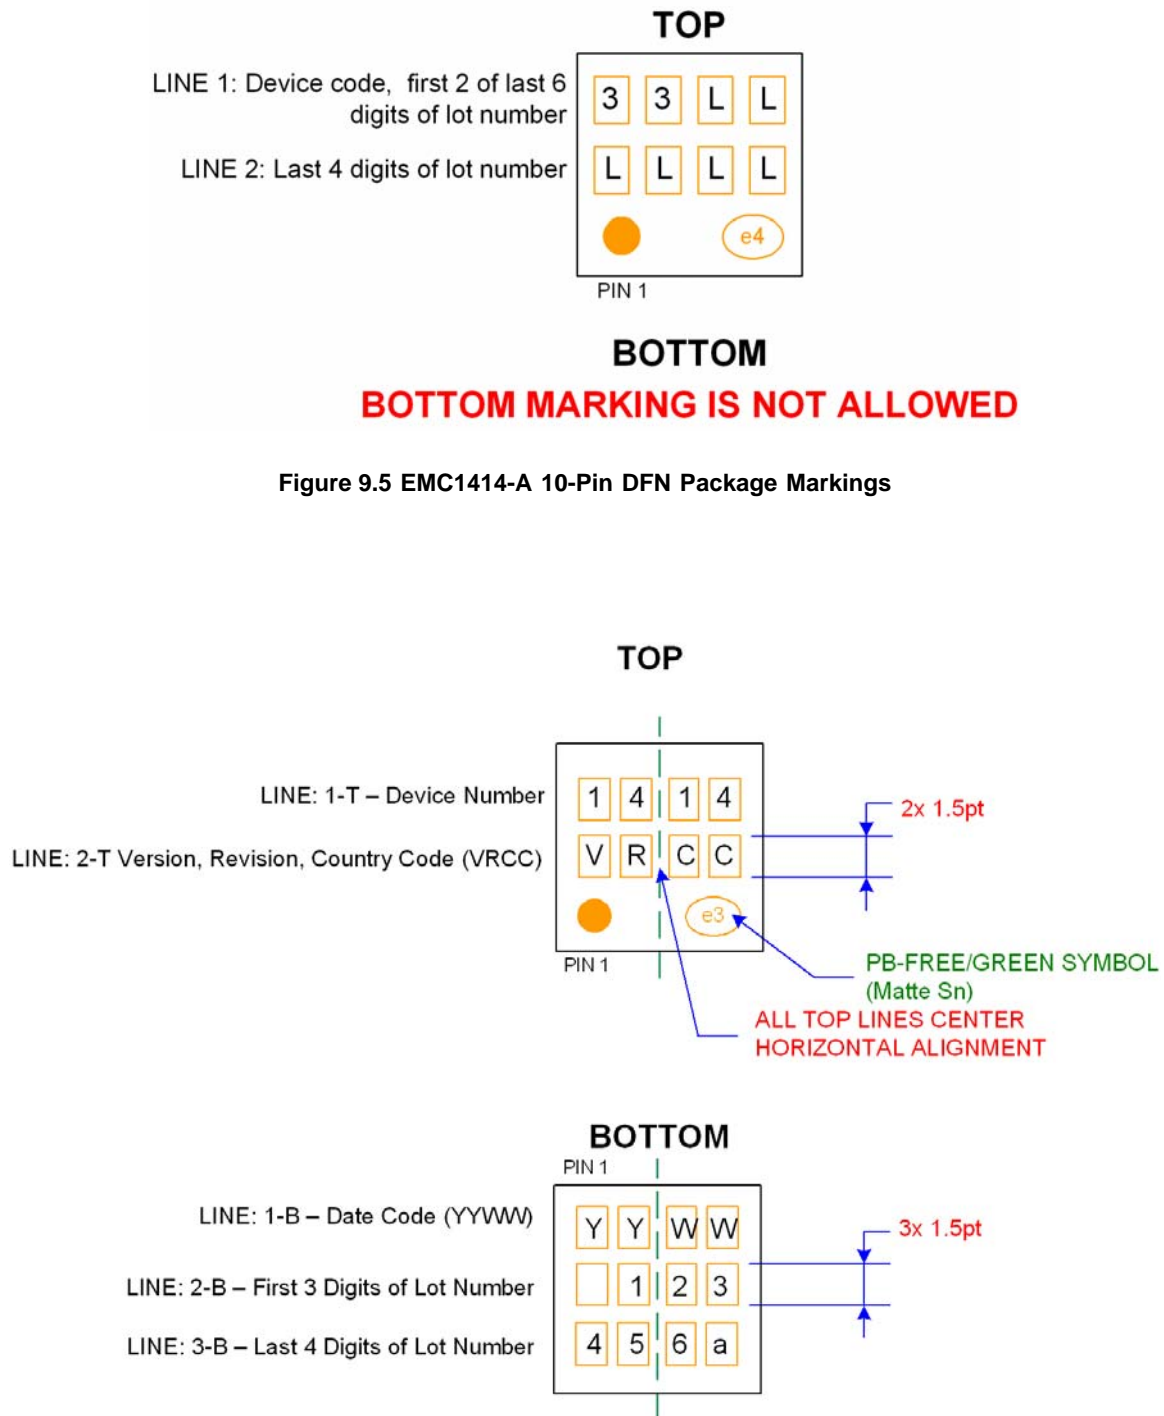 TOP
LINE 1: Device code, first 2 of last 6
digits of lot number
3 3 L L
LINE 2: Last 4 digits of lot number
L L L L
e4
PIN 1
BOTTOM
BOTTOM MARKING IS NOT ALLOWED
Figure 9.5 EMC1414-A 10-Pin DFN Package Markings
TOP
LINE: 1-T – Device Number
1 4 1 4
2x 1.5pt
LINE: 2-T Version, Revision, Country Code (VRCC)
V R C C
e3
PIN 1
PB-FREE/GREEN SYMBOL
(Matte Sn)
ALL TOP LINES CENTER
HORIZONTAL ALIGNMENT
BOTTOM
PIN 1
LINE: 1-B – Date Code (YYWW)
Y Y W W
3x 1.5pt
LINE: 2-B – First 3 Digits of Lot Number
1 2 3
LINE: 3-B – Last 4 Digits of Lot Number
4 5 6 a